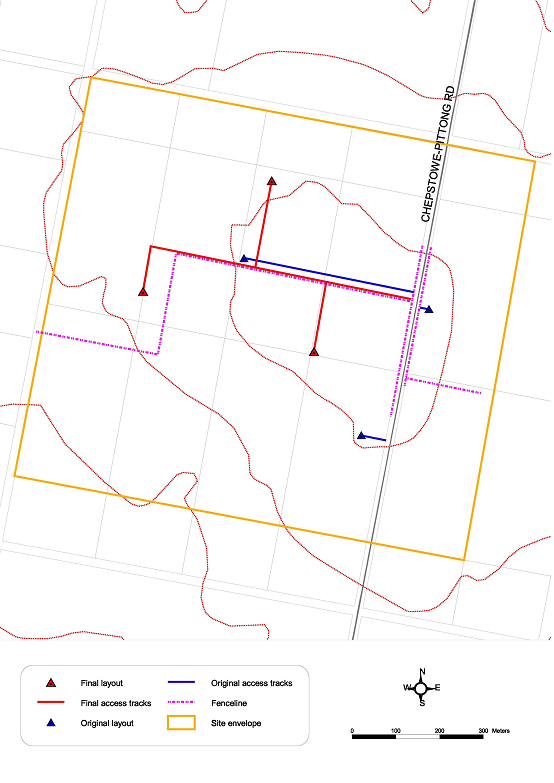 CHEPSTOWE-PITTONG RD
Final layout
Original access tracks
Final access tracks
Fenceline
Original layout
Site envelope
N
W E
S
0 100 200 300 Meters